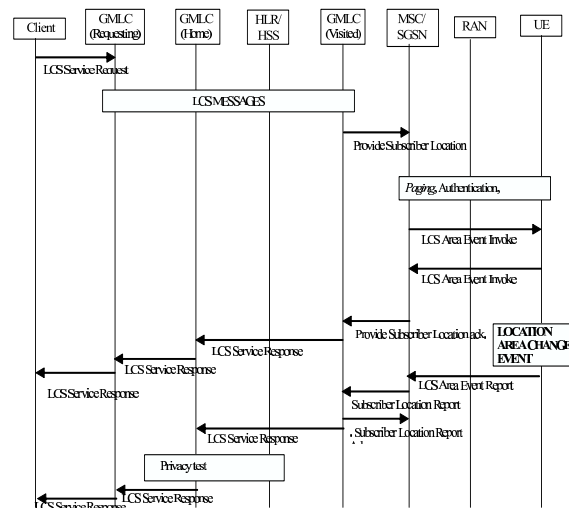 Client
GMLC
(Requesting)
GMLC
(Home)
HLR/
HSS
GMLC
(Visited)
MSC/
SGSN
RAN
UE
LCS Service Request
LCS MESSAGES
Provide Subscriber Location
Paging, Authentication,
LCS Area Event Invoke
LCS Area Event Invoke
Provide Subscriber Location ack.
LOCATION
AREA CHANGE
EVENT
LCS Service Response
LCS Service Response
LCS Service Response
LCS Area Event Report
Subscriber Location Report
Subscriber Location Report
LCS Service Response
Privacy test
LCS Service Response
LCS Service Response